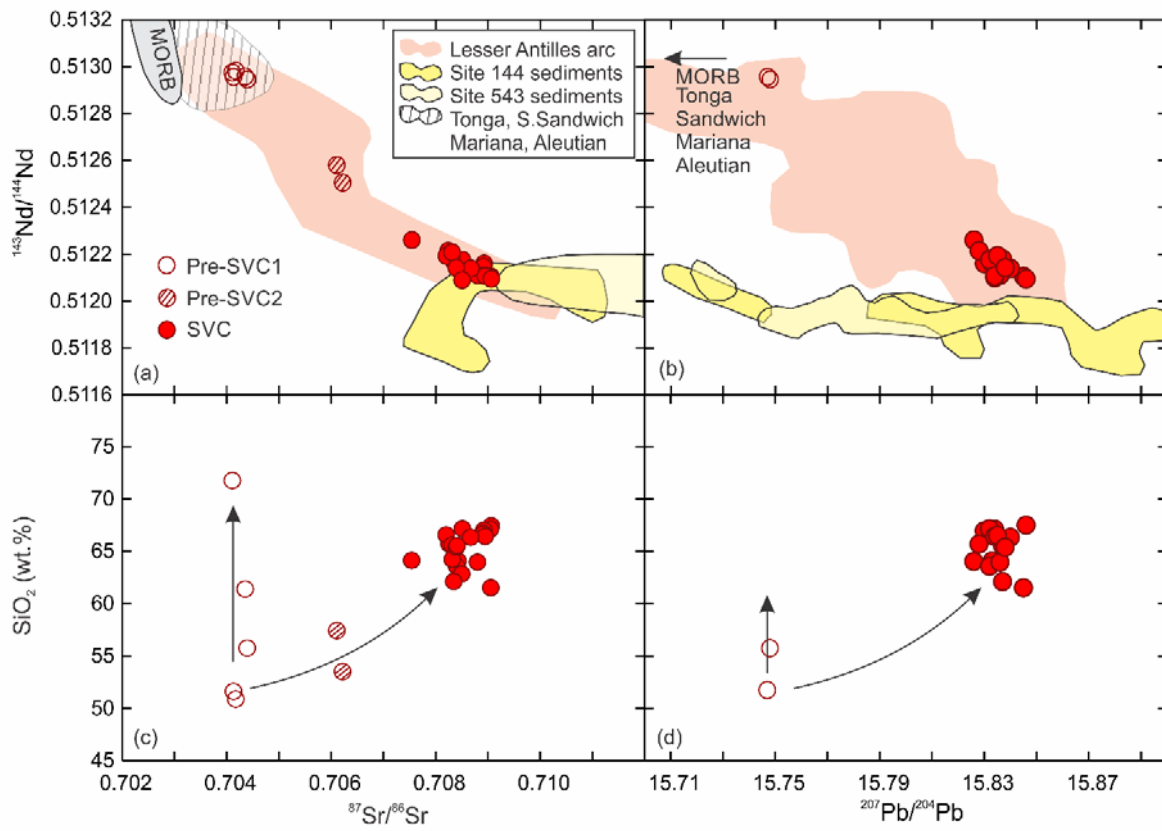 0.5132
0.5130
0.5128
0.5126
0.5124
0.5122
0.5120
0.5118
0.5116
¹⁴³Nd/¹⁴⁴Nd
MORB
Lesser Antilles arc
Site 144 sediments
Site 543 sediments
Tonga, S.Sandwich
Mariana, Aleutian
Pre-SVC1
Pre-SVC2
SVC
(a)
MORB
Tonga
Sandwich
Mariana
Aleutian
(b)
75
70
65
60
55
50
45
SiO₂ (wt.%)
(c)
(d)
0.702
0.704
0.706
0.708
0.710
⁸⁷Sr/⁸⁶Sr
15.71
15.75
15.79
15.83
15.87
²⁰⁷Pb/²⁰⁴Pb